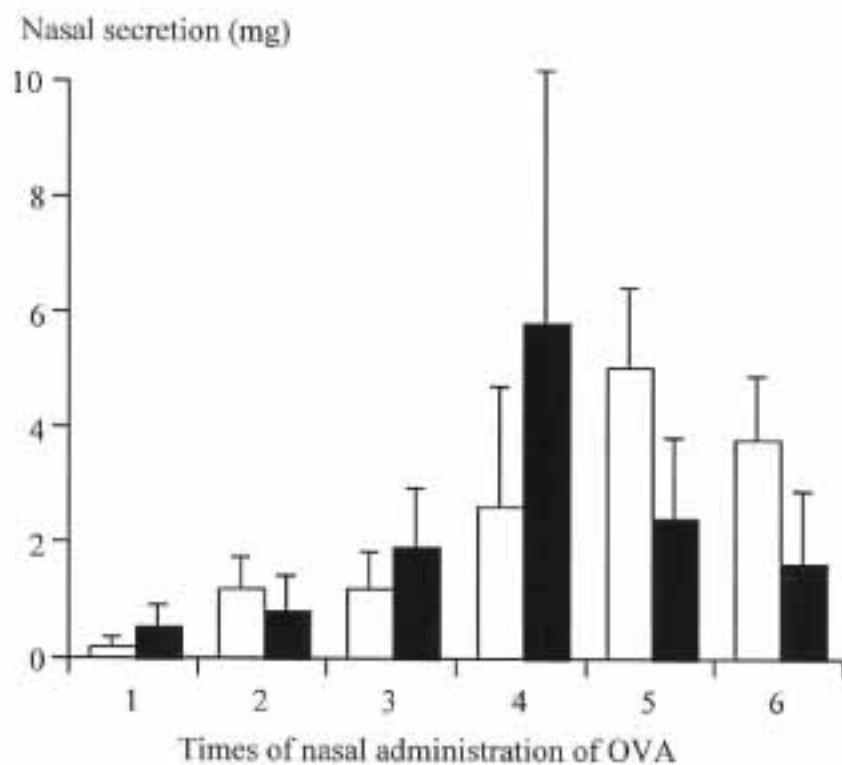 Nasal secretion (mg)
10
8
6
4
2
0
1 2 3 4 5 6
Times of nasal administration of OVA